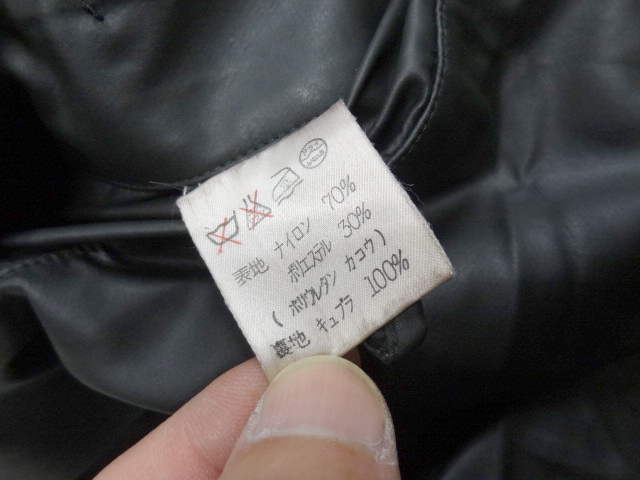 表地 ナイロン 70%
ポリエステル 30%
(ポリウレタン カコウ)
裏地 キュプラ 100%